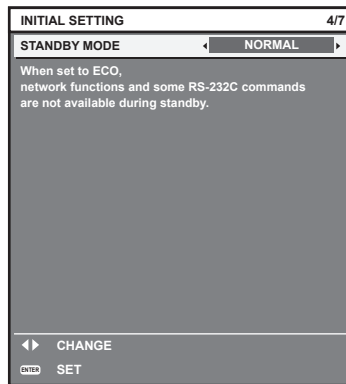 INITIAL SETTING 4/7
STANDBY MODE NORMAL
When set to ECO,
network functions and some RS-232C commands
are not available during standby.
CHANGE
ENTER SET